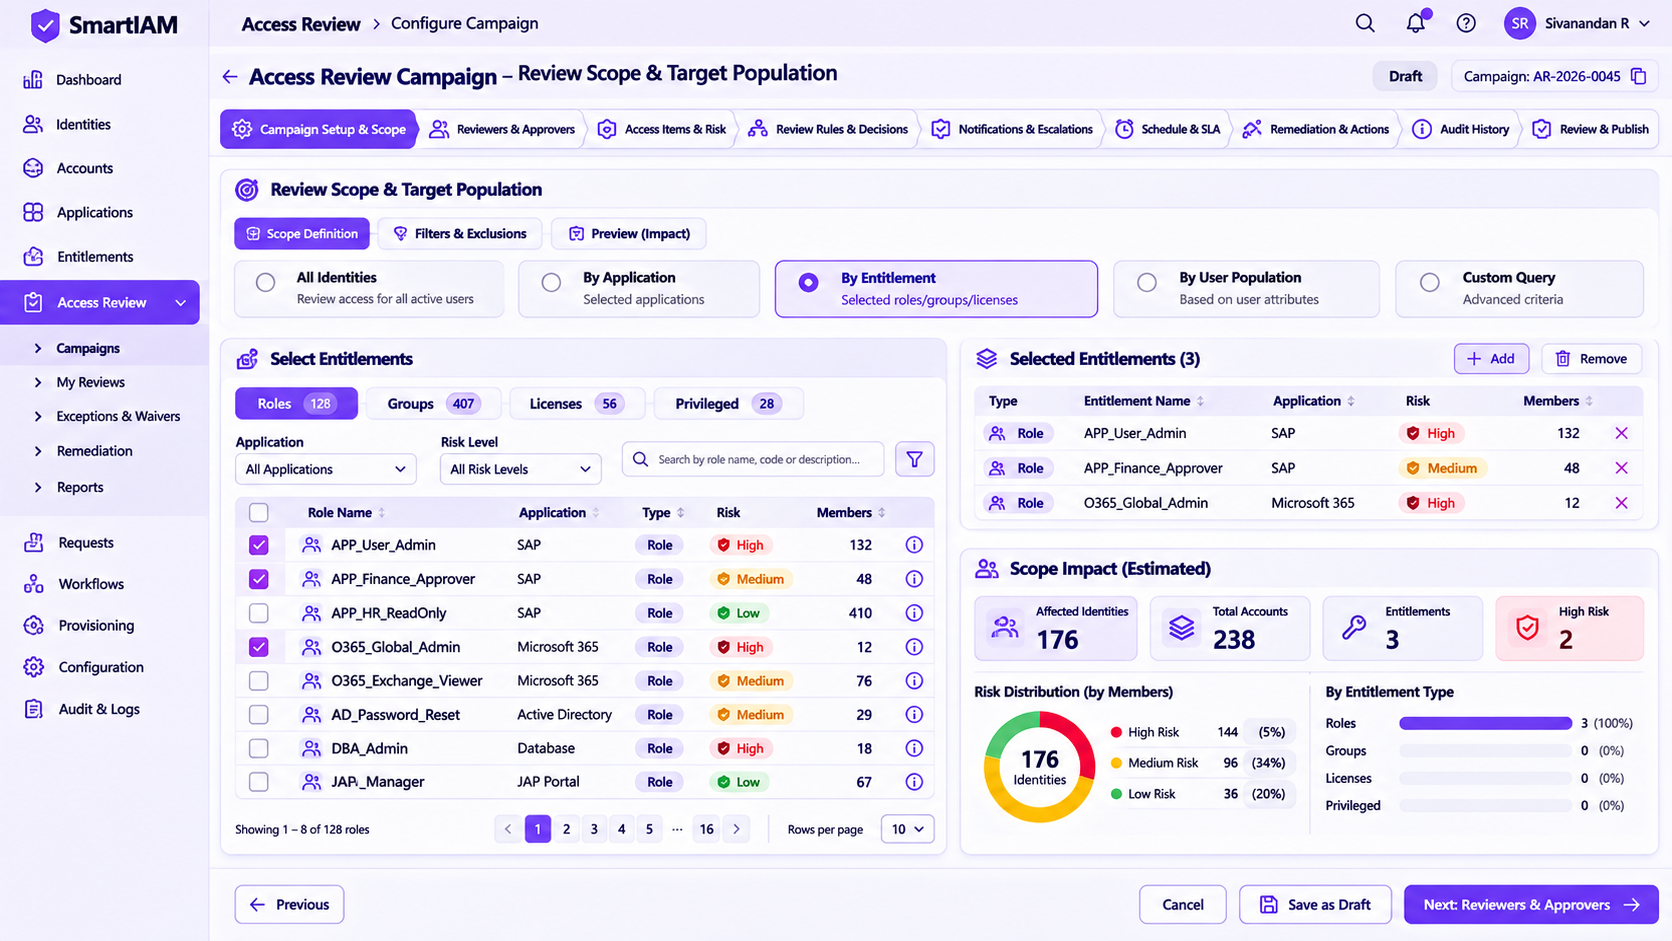 SmartIAM
Access Review > Configure Campaign
SR Sivanandan R
Dashboard
Identities
Accounts
Applications
Entitlements
Access Review
Campaigns
My Reviews
Exceptions & Waivers
Remediation
Reports
Requests
Workflows
Provisioning
Configuration
Audit & Logs
Access Review Campaign – Review Scope & Target Population
Draft
Campaign: AR-2026-0045
Campaign Setup & Scope
Reviewers & Approvers
Access Items & Risk
Review Rules & Decisions
Notifications & Escalations
Schedule & SLA
Remediation & Actions
Audit History
Review & Publish
Review Scope & Target Population
Scope Definition
Filters & Exclusions
Preview (Impact)
All Identities
Review access for all active users
By Application
Selected applications
By Entitlement
Selected roles/groups/licenses
By User Population
Based on user attributes
Custom Query
Advanced criteria
Select Entitlements
Roles 128
Groups 407
Licenses 56
Privileged 28
Application
All Applications
Risk Level
All Risk Levels
Search by role name, code or description...
Role Name Application Type Risk Members
APP_User_Admin SAP Role High 132
APP_Finance_Approver SAP Role Medium 48
APP_HR_ReadOnly SAP Role Low 410
O365_Global_Admin Microsoft 365 Role High 12
O365_Exchange_Viewer Microsoft 365 Role Medium 76
AD_Password_Reset Active Directory Role Medium 29
DBA_Admin Database Role High 18
JAP_Manager JAP Portal Role Low 67
Showing 1 – 8 of 128 roles
< 1 2 3 4 5 ... 16 >
Rows per page 10
Selected Entitlements (3)
+ Add
Remove
Type Entitlement Name Application Risk Members
Role APP_User_Admin SAP High 132
Role APP_Finance_Approver SAP Medium 48
Role O365_Global_Admin Microsoft 365 High 12
Scope Impact (Estimated)
Affected Identities
176
Total Accounts
238
Entitlements
3
High Risk
2
Risk Distribution (by Members)
176
Identities
High Risk 144 (5%)
Medium Risk 96 (34%)
Low Risk 36 (20%)
By Entitlement Type
Roles 3 (100%)
Groups 0 (0%)
Licenses 0 (0%)
Privileged 0 (0%)
← Previous
Cancel
Save as Draft
Next: Reviewers & Approvers →